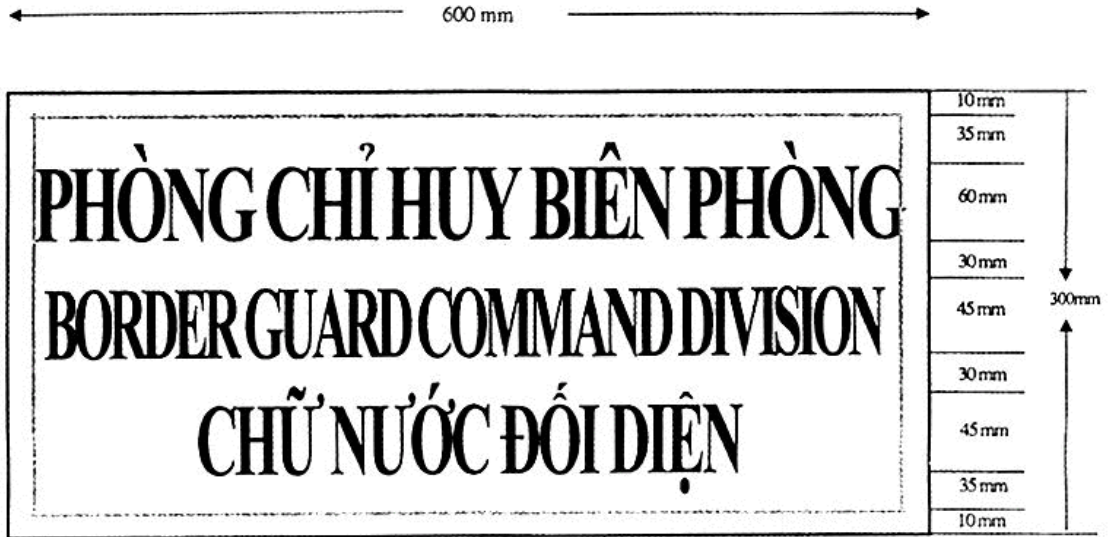 600 mm
10 mm
35 mm
PHÒNG CHỈ HUY BIÊN PHÒNG
60 mm
30 mm
BORDER GUARD COMMAND DIVISION
45 mm
300mm
30 mm
CHỮ NƯỚC ĐỐI DIỆN
45 mm
35 mm
10 mm